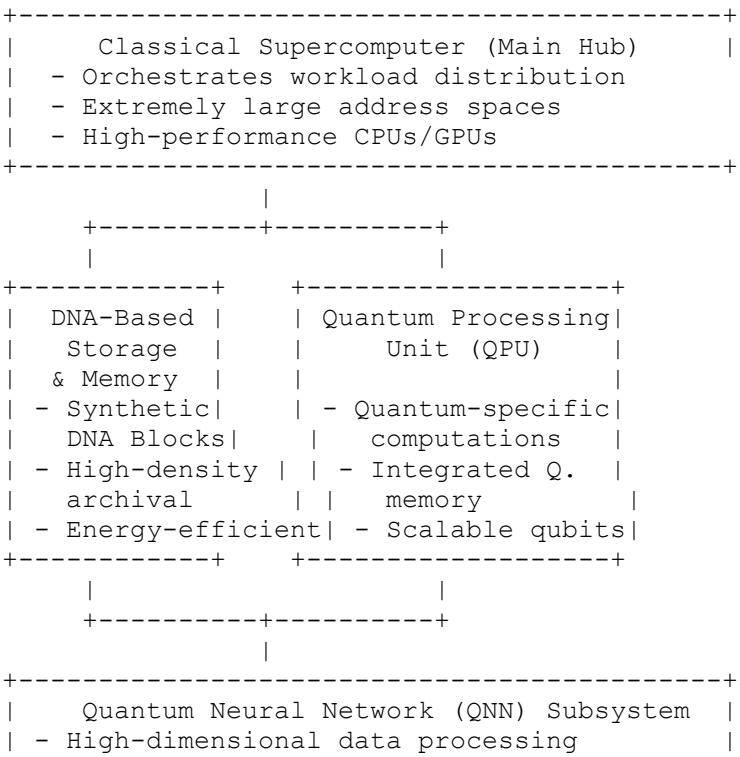 +--------------------------------------------+
|     Classical Supercomputer (Main Hub)     |
|  - Orchestrates workload distribution
|  - Extremely large address spaces
|  - High-performance CPUs/GPUs
+--------------------------------------------+
                |
     +----------+----------+
     |                     |
+------------+    +-------------------+
|  DNA-Based |    | Quantum Processing|
|   Storage  |    |     Unit (QPU)    |
|  & Memory  |    |                   |
| - Synthetic|    | - Quantum-specific|
|   DNA Blocks|    |   computations   |
| - High-density | | - Integrated Q.  |
|   archival      | |   memory         |
| - Energy-efficient| - Scalable qubits|
+------------+    +-------------------+
     |                     |
     +----------+----------+
                |
+--------------------------------------------+
|    Quantum Neural Network (QNN) Subsystem  |
| - High-dimensional data processing         |